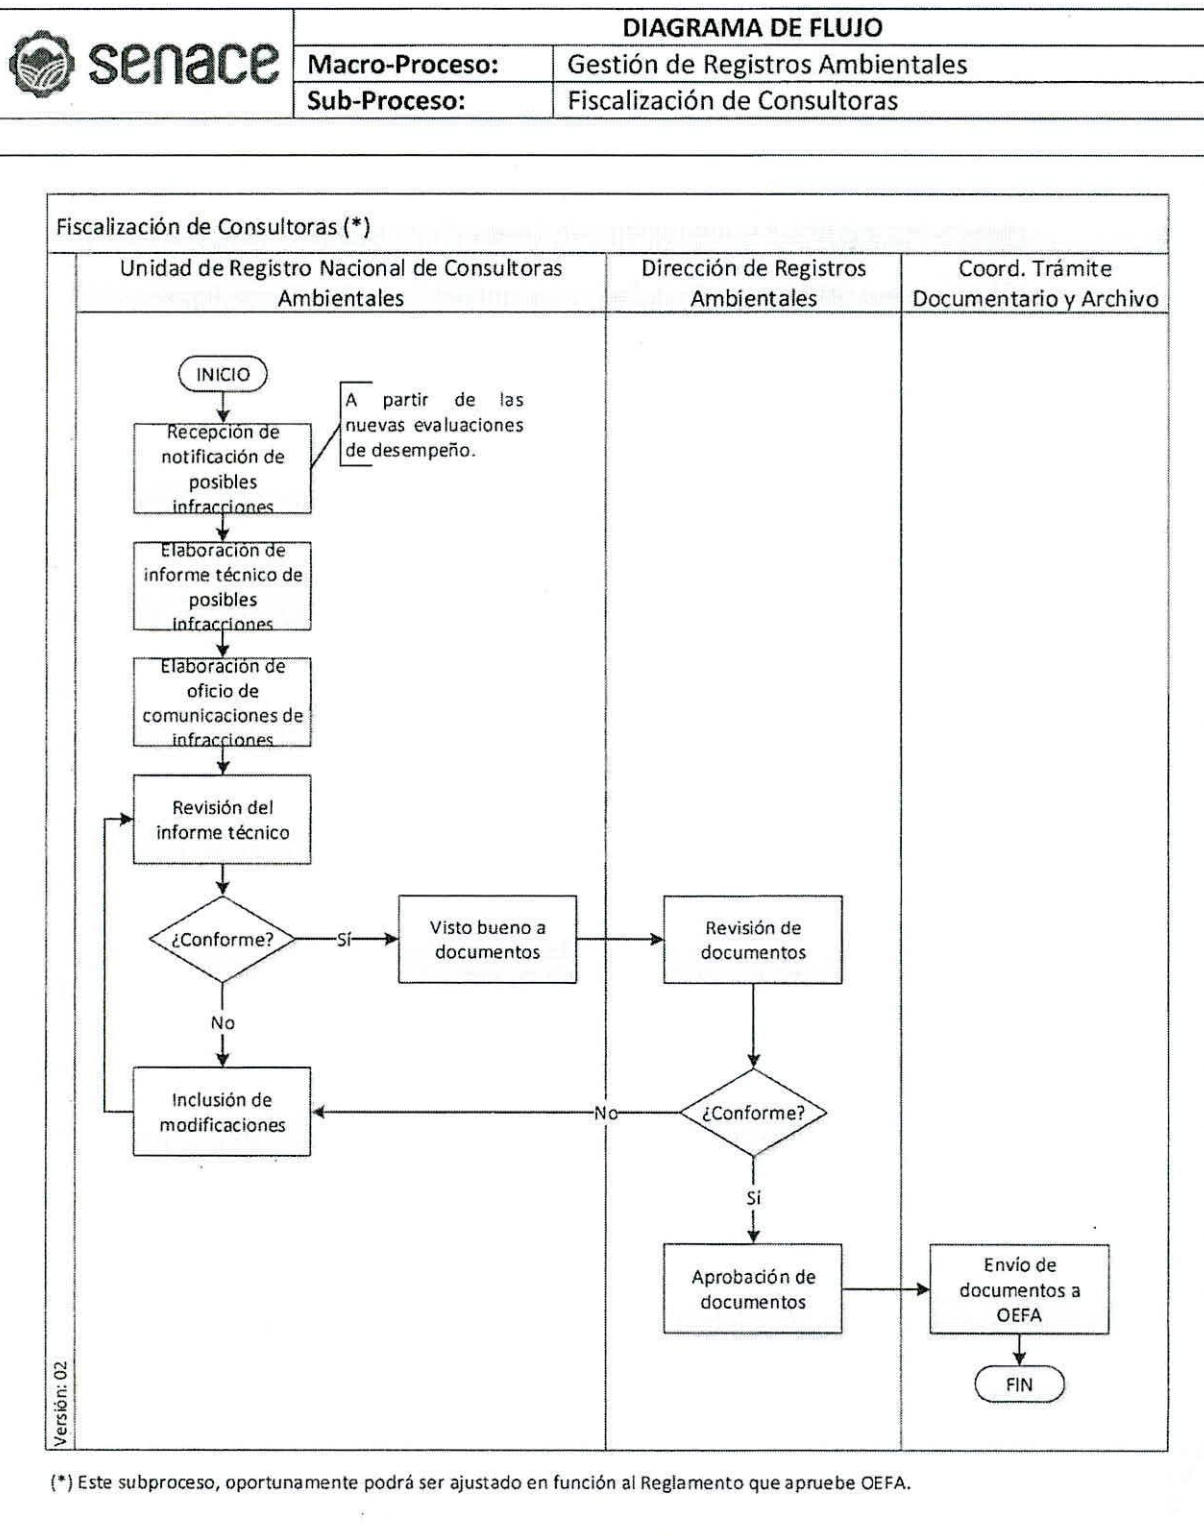 senace
DIAGRAMA DE FLUJO
Macro-Proceso: Gestión de Registros Ambientales
Sub-Proceso: Fiscalización de Consultoras
Fiscalización de Consultoras (*)
Unidad de Registro Nacional de Consultoras
Ambientales
Dirección de Registros
Ambientales
Coord. Trámite
Documentario y Archivo
INICIO
A partir de las
nuevas evaluaciones
de desempeño.
Recepción de
notificación de
posibles
infracciones
Elaboración de
informe técnico de
posibles
infracciones
Elaboración de
oficio de
comunicaciones de
infracciones
Revisión del
informe técnico
¿Conforme?
Sí
Visto bueno a
documentos
Revisión de
documentos
No
Inclusión de
modificaciones
No
¿Conforme?
Sí
Aprobación de
documentos
Envío de
documentos a
OEFA
FIN
Versión: 02
(*) Este subproceso, oportunamente podrá ser ajustado en función al Reglamento que apruebe OEFA.